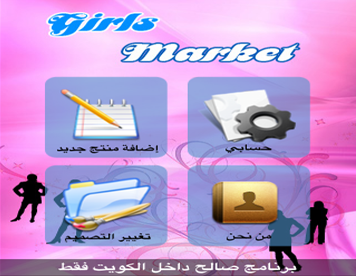 Girls
Market
إضافة منتج جديد
حسابي
تغيير التصميم
من نحن
برنامج صالح داخل الكويت فقط